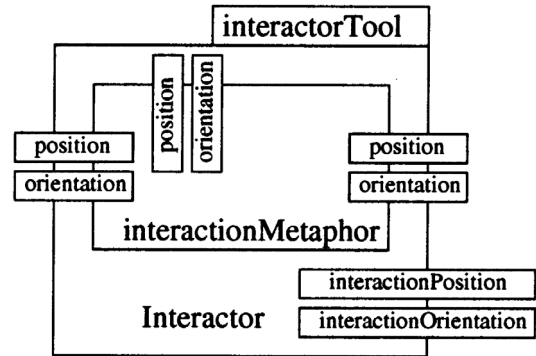 interactorTool
position
orientation
position
orientation
position
orientation
interactionMetaphor
interactionPosition
Interactor
interactionOrientation